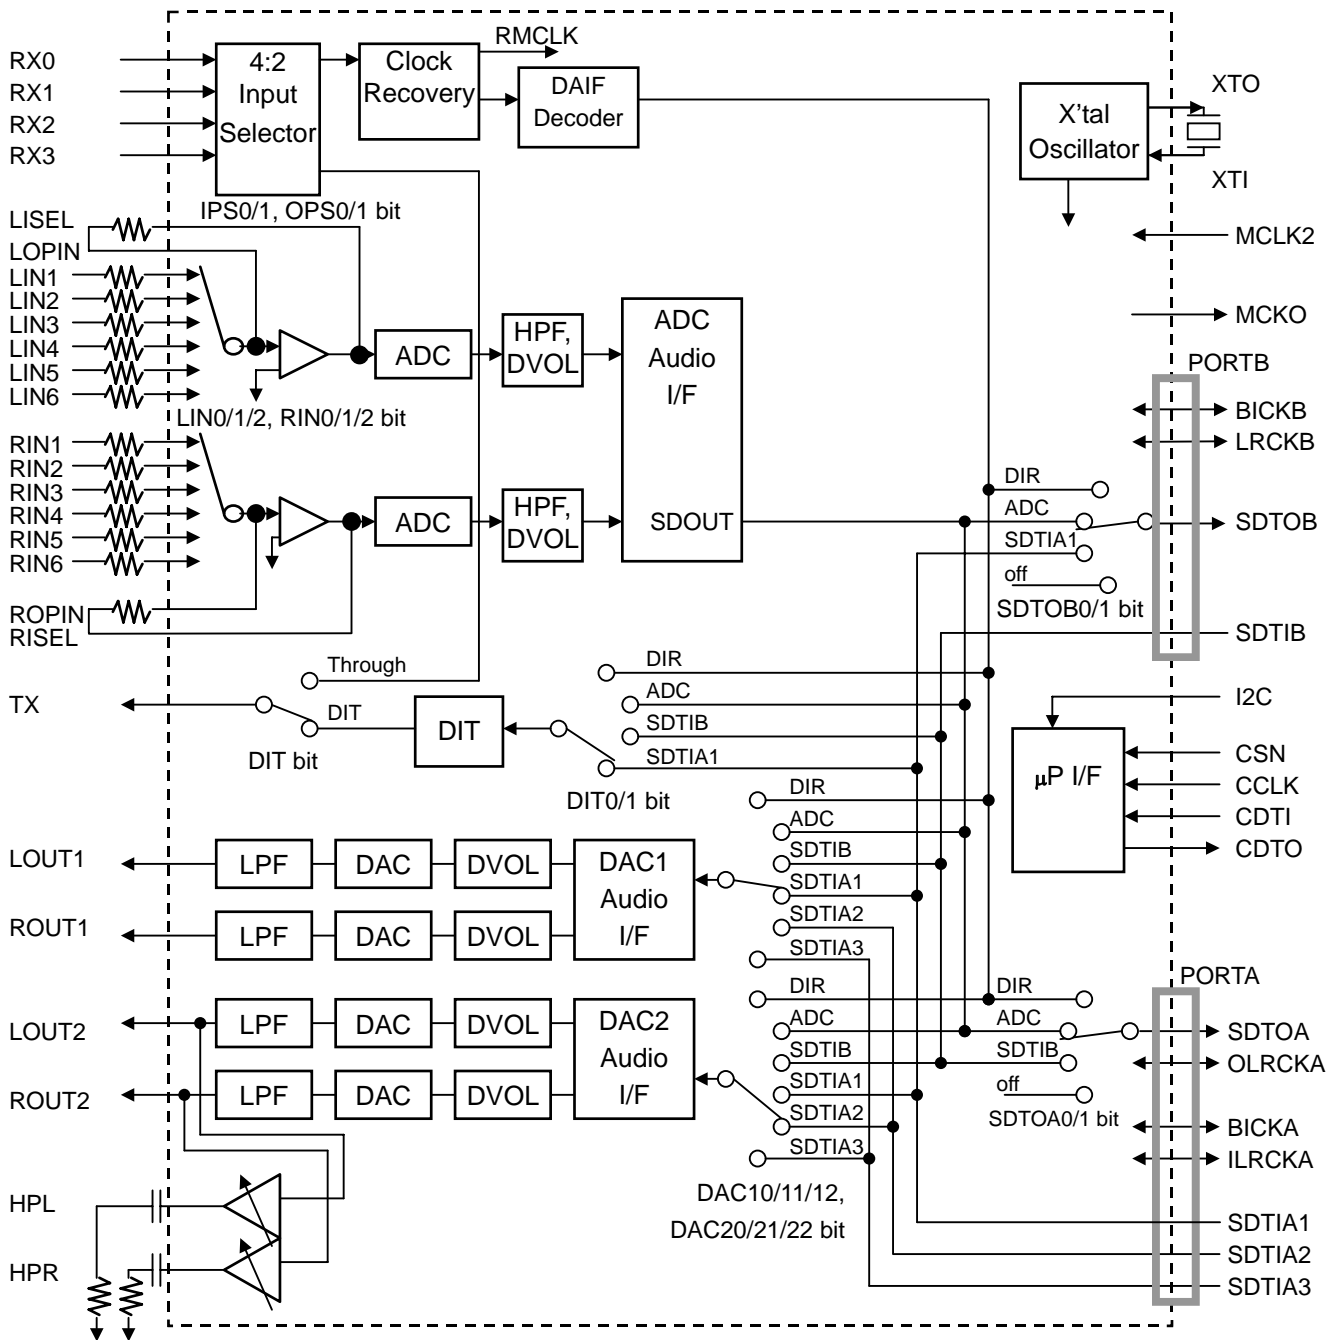 RMCLK
RX0
RX1
RX2
RX3
4:2
Input
Selector
Clock
Recovery
DAIF
Decoder
X'tal
Oscillator
XTO
XTI
IPS0/1, OPS0/1 bit
LISEL
LOPIN
LIN1
LIN2
LIN3
LIN4
LIN5
LIN6
ADC
HPF,
DVOL
ADC
Audio
I/F
SDOUT
LIN0/1/2, RIN0/1/2 bit
MCLK2
MCKO
PORTB
BICKB
LRCKB
RIN1
RIN2
RIN3
RIN4
RIN5
RIN6
ADC
HPF,
DVOL
DIR
ADC
SDTIA1
off
SDTOB0/1 bit
SDTOB
SDTIB
ROPIN
RISEL
Through
TX
DIT
DIT bit
DIT
DIR
ADC
SDTIB
SDTIA1
DIT0/1 bit
I2C
µP I/F
CSN
CCLK
CDTI
CDTO
LOUT1
LPF
DAC
DVOL
DAC1
Audio
I/F
ROUT1
LPF
DAC
DVOL
DIR
ADC
SDTIB
SDTIA1
SDTIA2
SDTIA3
LOUT2
LPF
DAC
DVOL
DAC2
Audio
I/F
ROUT2
LPF
DAC
DVOL
DIR
ADC
SDTIB
SDTIA1
SDTIA2
SDTIA3
DAC10/11/12,
DAC20/21/22 bit
DIR
ADC
SDTIB
off
SDTOA0/1 bit
PORTA
SDTOA
OLRCKA
BICKA
ILRCKA
SDTIA1
SDTIA2
SDTIA3
HPL
HPR